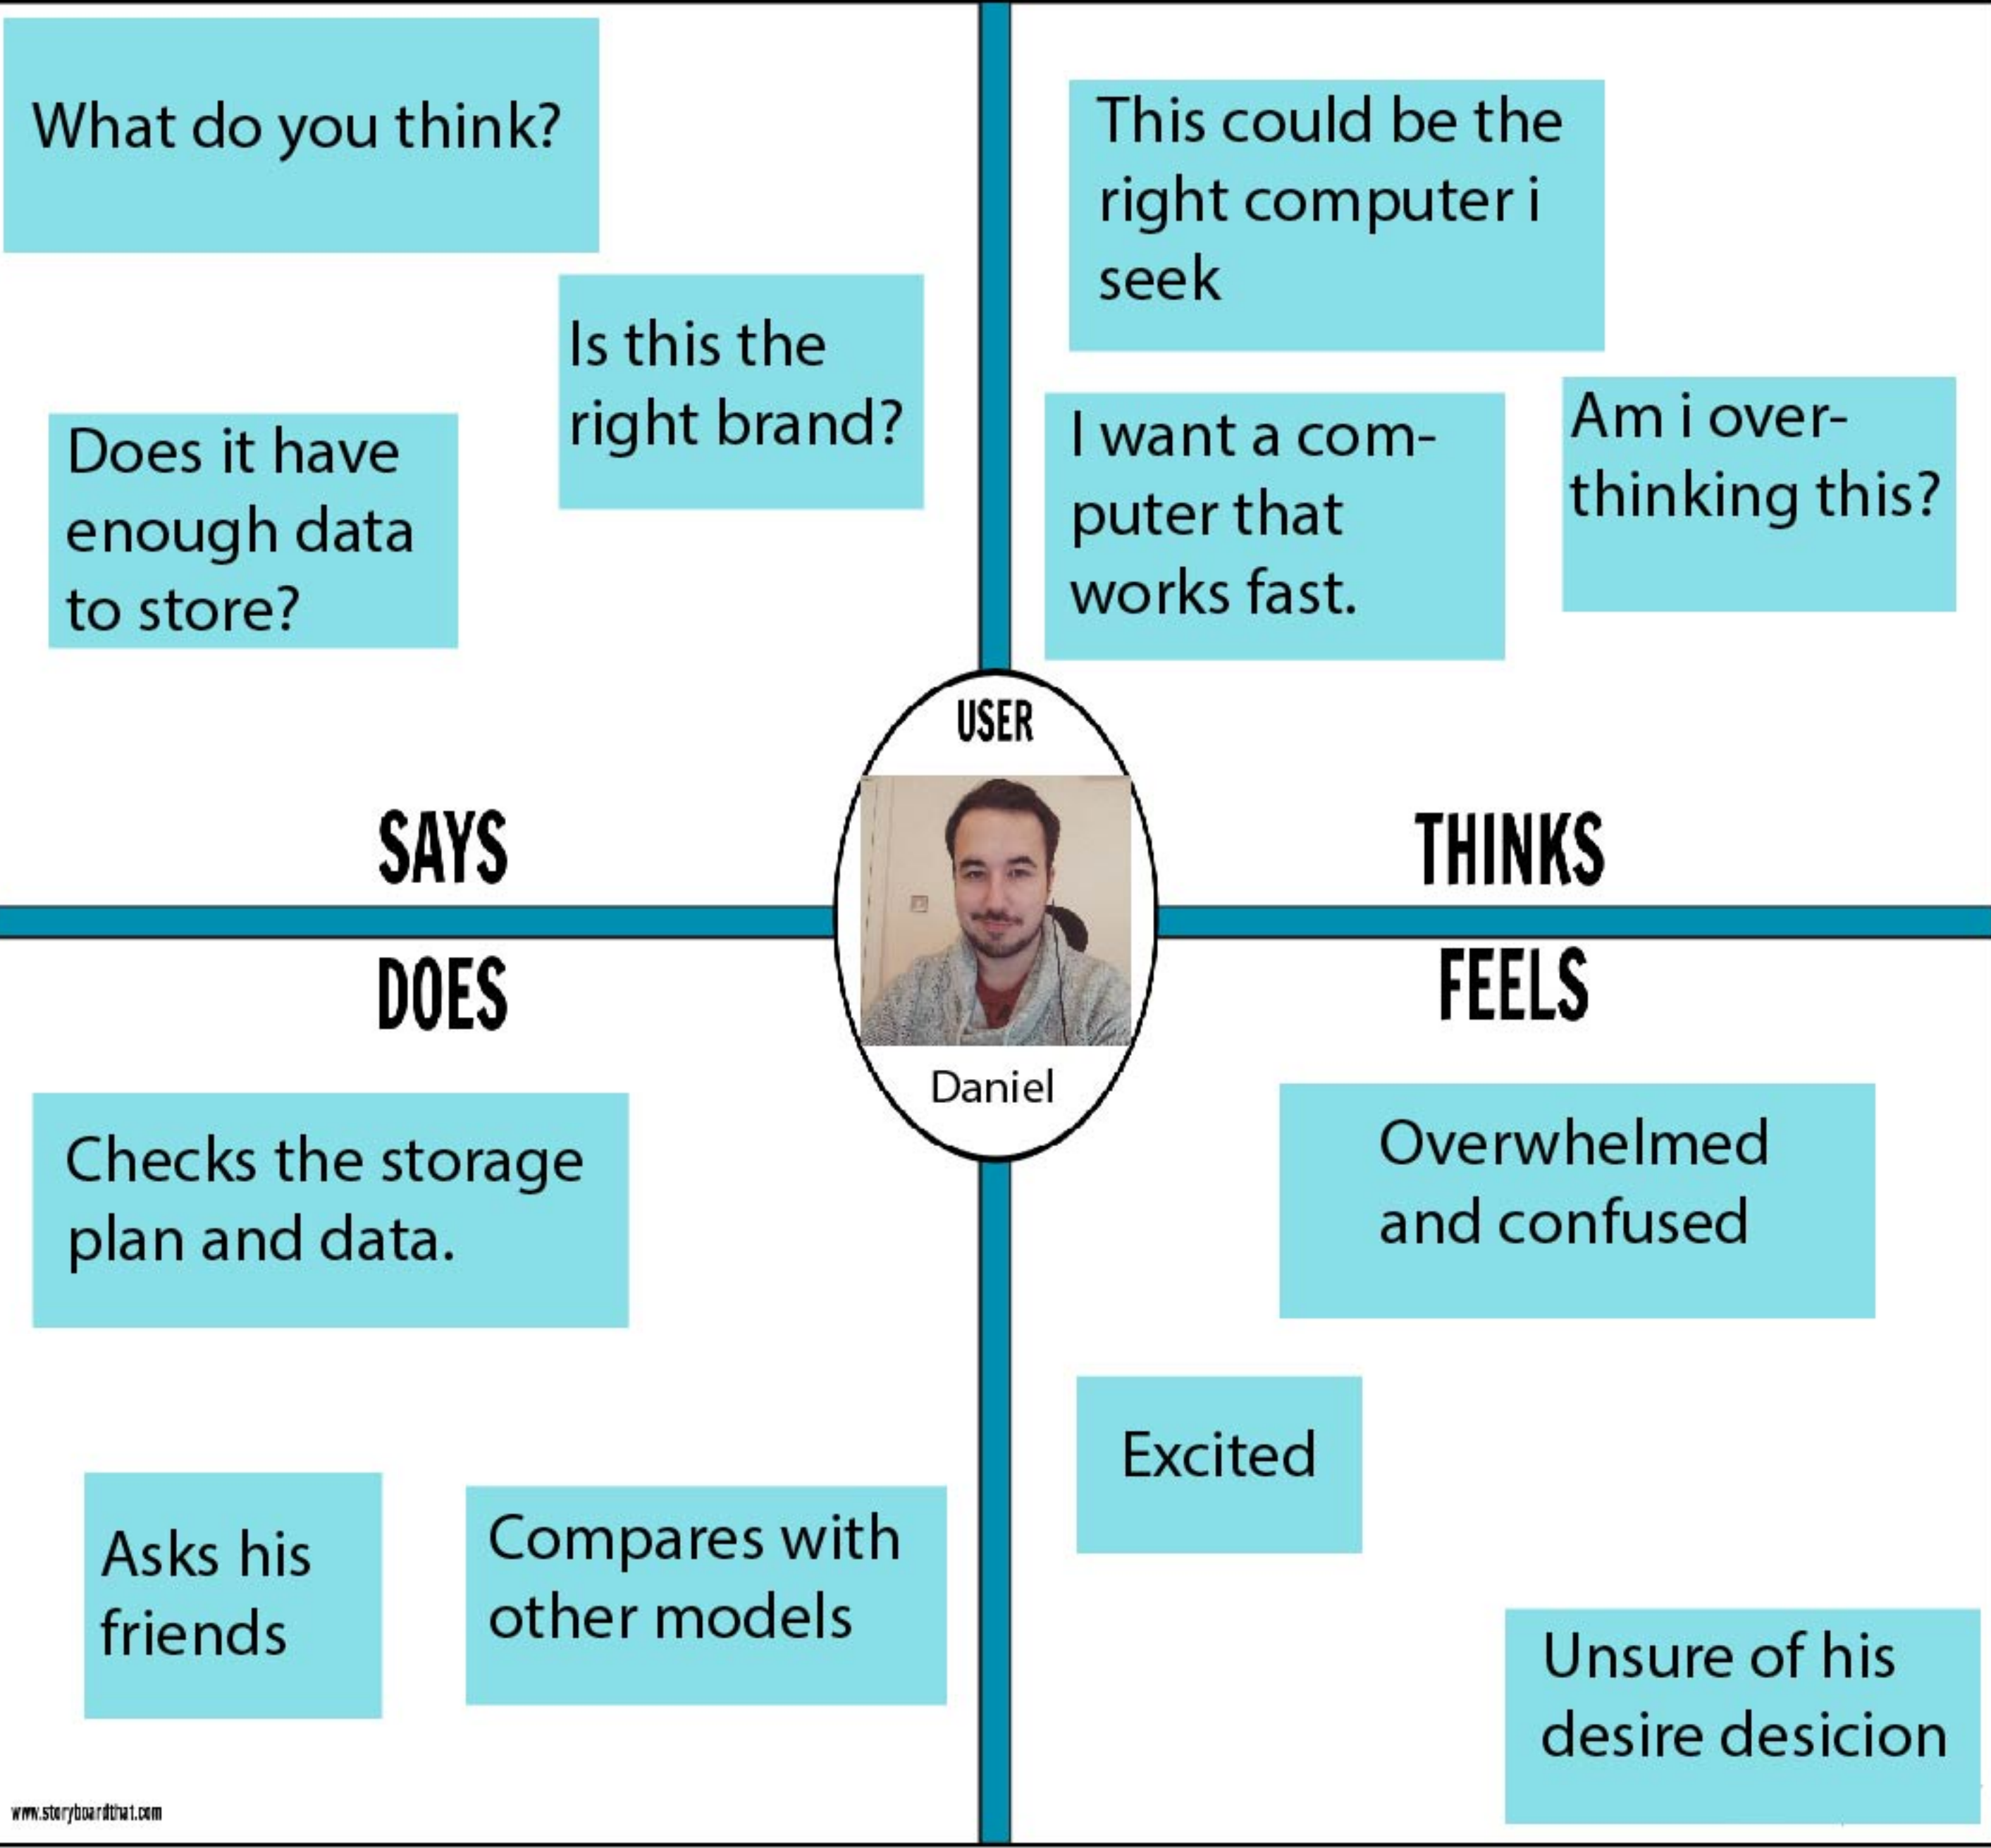 What do you think?
Is this the
right brand?
Does it have
enough data
to store?
SAYS
This could be the
right computer i
seek
I want a com-
puter that
works fast.
Am i over-
thinking this?
THINKS
USER
Daniel
DOES
Checks the storage
plan and data.
Asks his
friends
Compares with
other models
FEELS
Overwhelmed
and confused
Excited
Unsure of his
desire desicion
www.storyboardthat.com